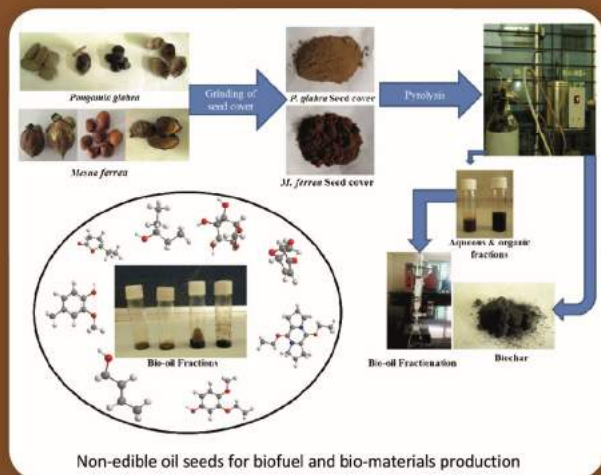 Pongamia glabra
Grinding of
seed cover
P. glabra Seed cover
Pyrolysis
Mesua ferrea
M. ferrea Seed cover
Aqueous & organic
fractions
Bio-oil Fractions
Bio-oil Fractionation
Biochar
Non-edible oil seeds for biofuel and bio-materials production